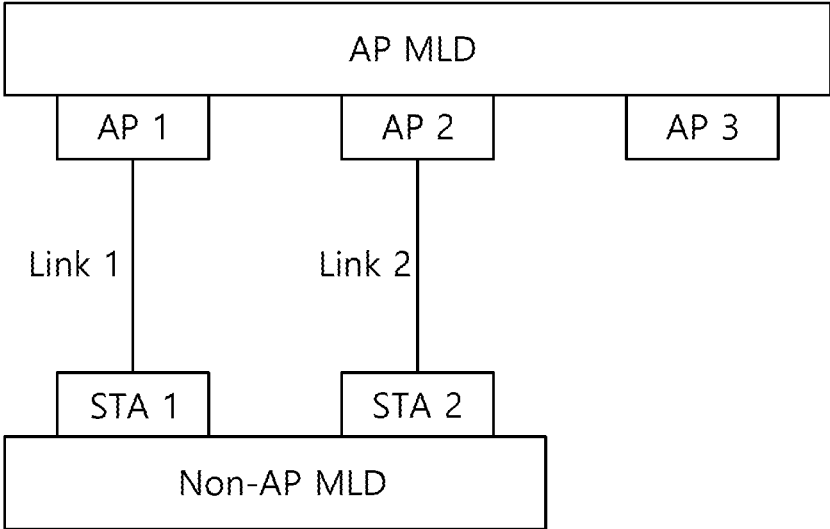 AP MLD
AP 1
AP 2
AP 3
Link 1
Link 2
STA 1
STA 2
Non-AP MLD